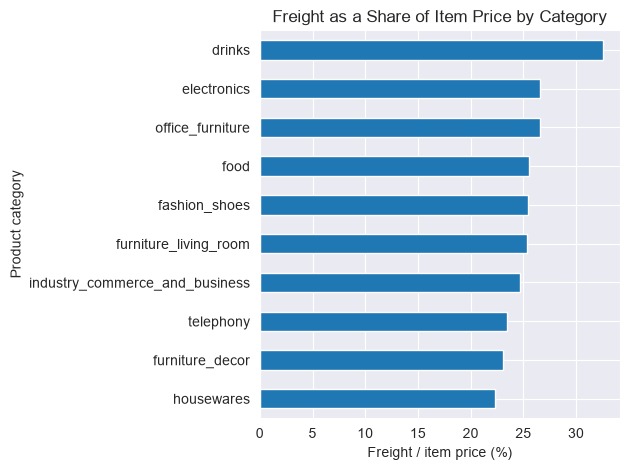 Freight as a Share of Item Price by Category
Product category
drinks
electronics
office_furniture
food
fashion_shoes
furniture_living_room
industry_commerce_and_business
telephony
furniture_decor
housewares
0 5 10 15 20 25 30
Freight / item price (%)